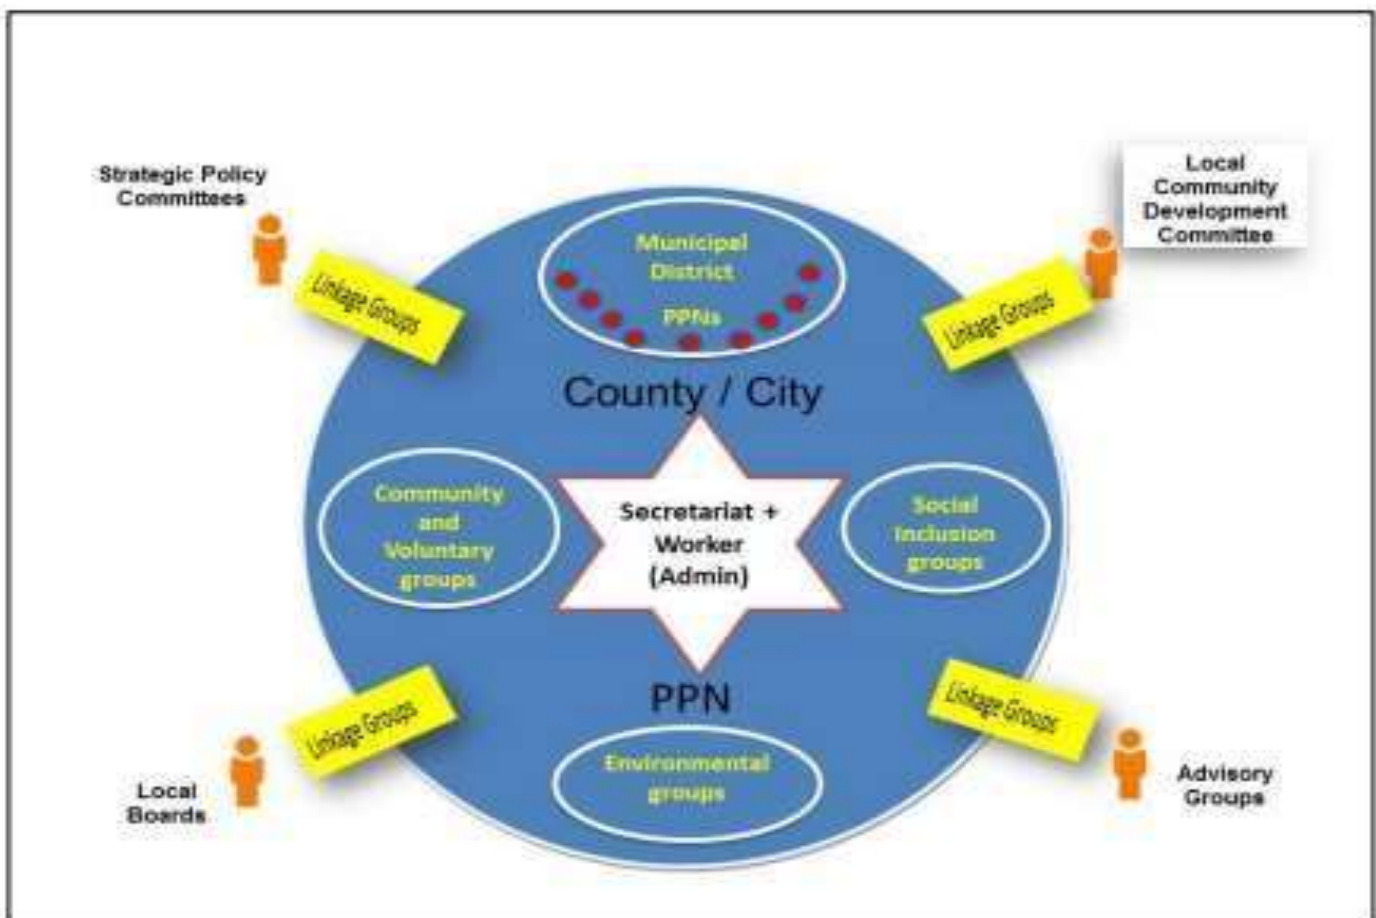 Strategic Policy
Committees
Local
Community
Development
Committee
Linkage Groups
Linkage Groups
Municipal
District
PPNs
County / City
Community
and
Voluntary
groups
Secretariat +
Worker
(Admin)
Social
Inclusion
groups
PPN
Linkage Groups
Linkage Groups
Environmental
groups
Local
Boards
Advisory
Groups